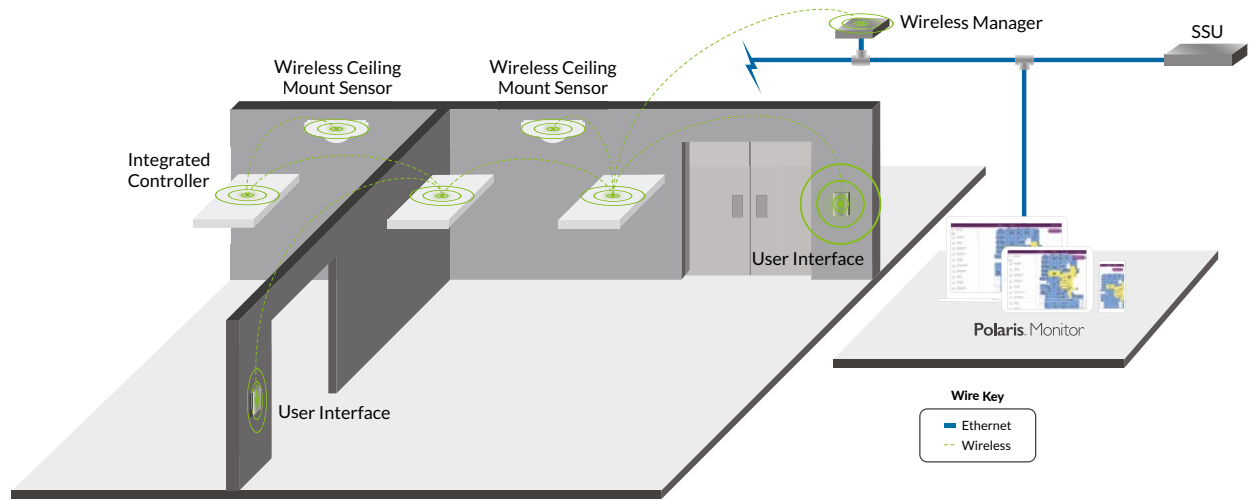 Wireless Manager
SSU
Wireless Ceiling
Mount Sensor
Wireless Ceiling
Mount Sensor
Integrated
Controller
User Interface
User Interface
Polaris. Monitor
Wire Key
Ethernet
Wireless